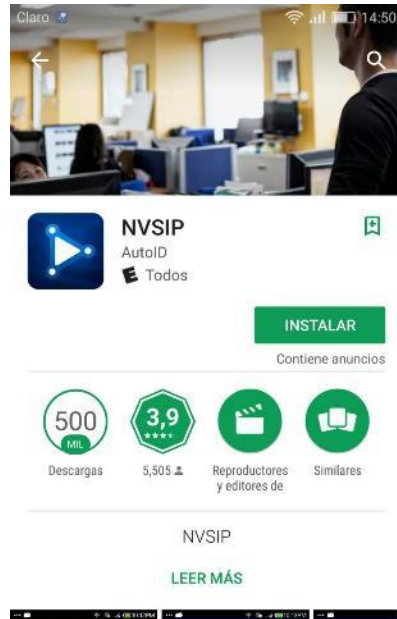 Claro
14:50
NVSIP
AutoID
E Todos
INSTALAR
Contiene anuncios
500
MIL
3,9
Descargas
5,505
Reproductores
y editores de
Similares
NVSIP
LEER MÁS